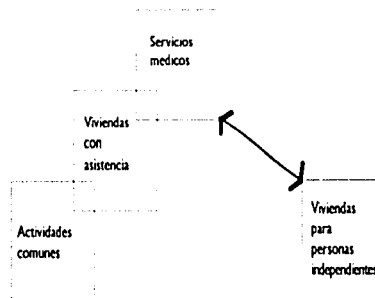 Servicios
medicos
Viviendas
con
asistencia
Actividades
comunes
Viviendas
para
personas
independientes